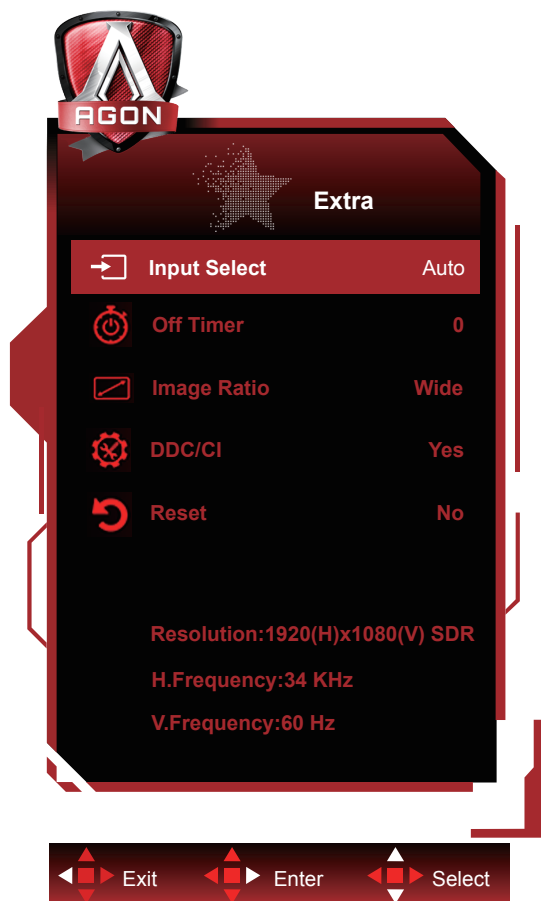 AGON
Extra
Input Select Auto
Off Timer 0
Image Ratio Wide
DDC/CI Yes
Reset No
Resolution:1920(H)x1080(V) SDR
H.Frequency:34 KHz
V.Frequency:60 Hz
Exit Enter Select